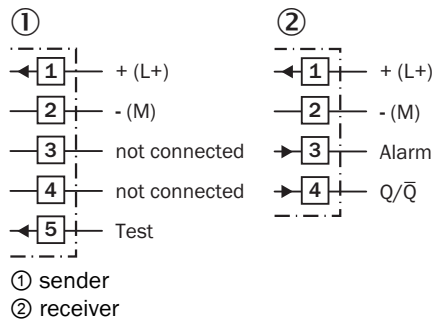 ① ②
1 + (L+) 1 + (L+)
2 - (M) 2 - (M)
3 not connected 3 Alarm
4 not connected 4 Q/Q̅
5 Test
① sender
② receiver